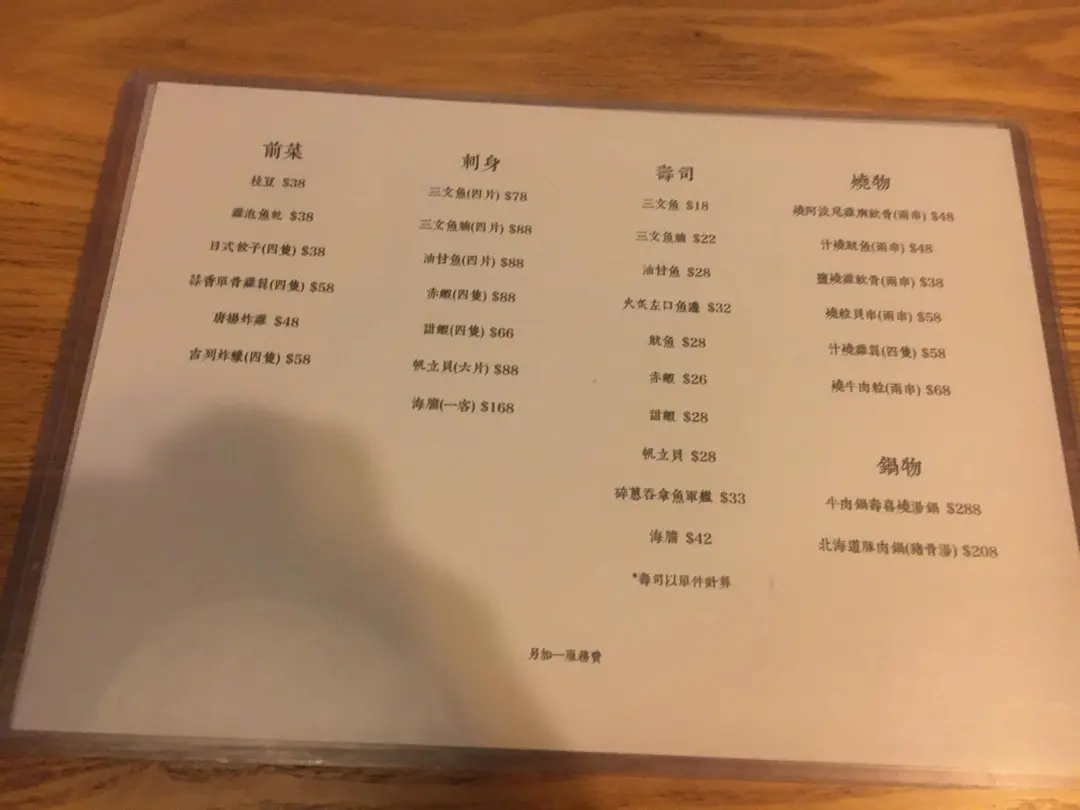 前菜
枝豆 $38
雞泡魚乾 $38
日式餃子(四隻) $38
蒜香單骨雞翼(四隻) $58
唐揚炸雞 $48
吉列炸蠔(四隻) $58
刺身
三文魚(四片) $78
三文魚腩(四片) $88
油甘魚(四片) $88
赤蝦(四隻) $88
甜蝦(四隻) $66
帆立貝(六片) $88
海膽(一客) $168
壽司
三文魚 $18
三文魚腩 $22
油甘魚 $28
火炙左口魚邊 $32
魷魚 $28
赤蝦 $26
甜蝦 $28
帆立貝 $28
碎蔥吞拿魚軍艦 $33
海膽 $42
*壽司以單件計算
燒物
燒阿波尾雞胸軟骨(兩串) $48
汁燒魷魚(兩串) $48
鹽燒雞軟骨(兩串) $38
燒粒貝串(兩串) $58
汁燒雞翼(四隻) $58
燒牛肉粒(兩串) $68
鍋物
牛肉鍋壽喜燒湯鍋 $288
北海道豚肉鍋(豬骨湯) $208
另加一服務費